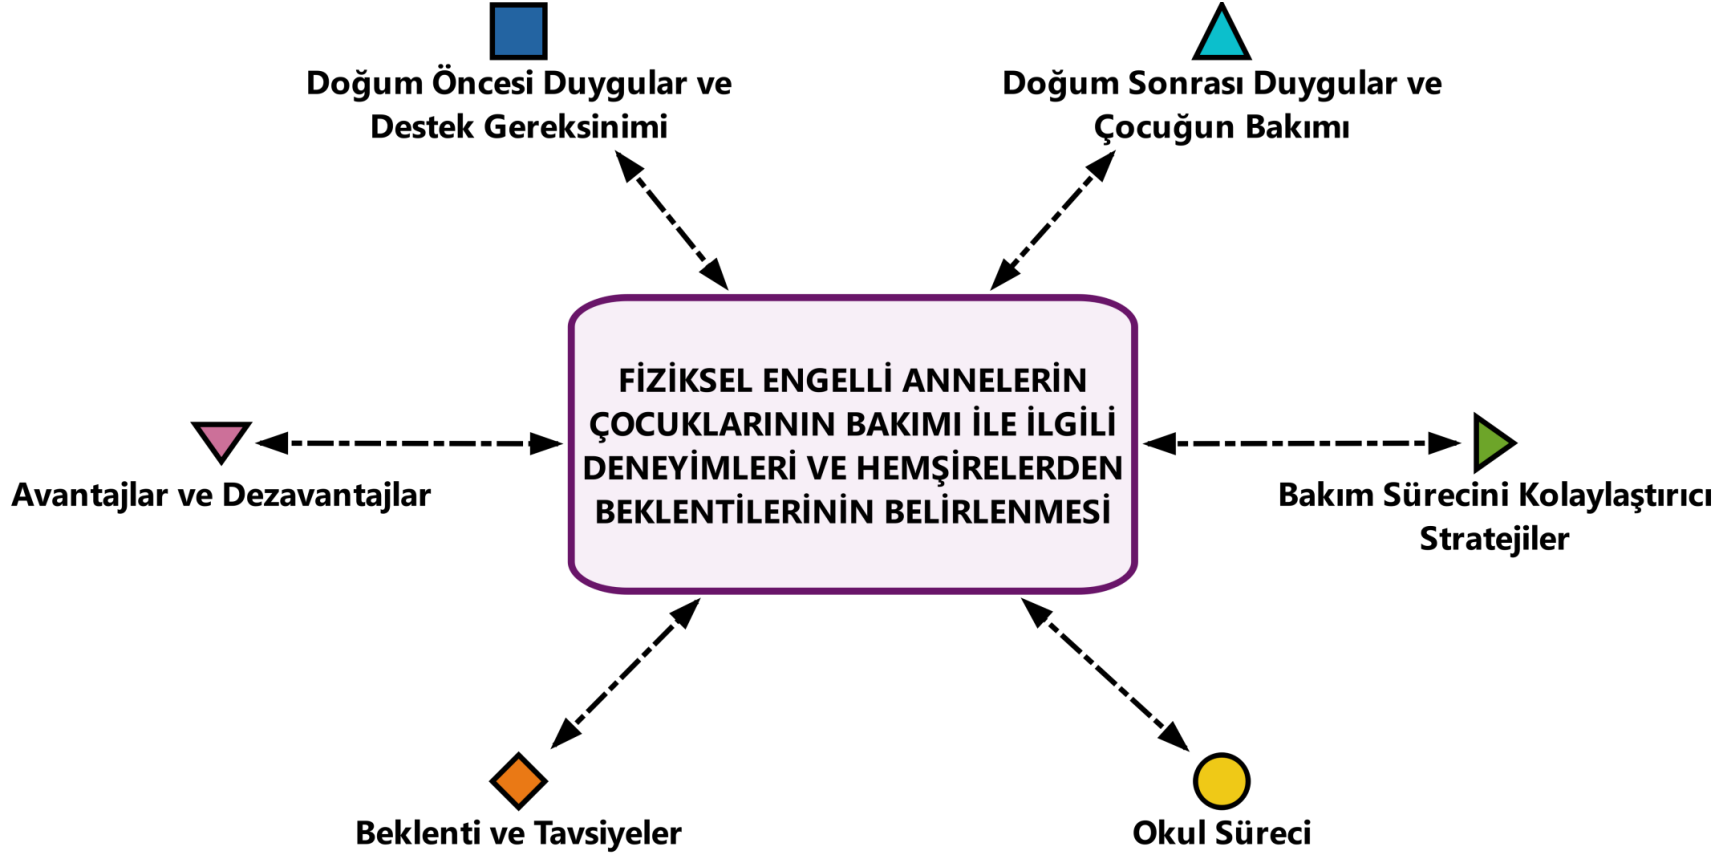 Doğum Öncesi Duygular ve
Destek Gereksinimi
Doğum Sonrası Duygular ve
Çocuğun Bakımı
FİZİKSEL ENGELLİ ANNELERİN
ÇOCUKLARININ BAKIMI İLE İLGİLİ
DENEYİMLERİ VE HEMŞİRELERDEN
BEKLENTİLERİNİN BELİRLENMESİ
Avantajlar ve Dezavantajlar
Bakım Sürecini Kolaylaştırıcı
Stratejiler
Beklenti ve Tavsiyeler
Okul Süreci